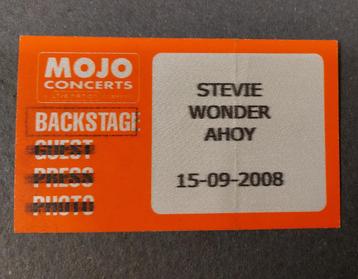 MOJO
CONCERTS
BACKSTAGE
GUEST
PRESS
PHOTO
STEVIE
WONDER
AHOY
15-09-2008